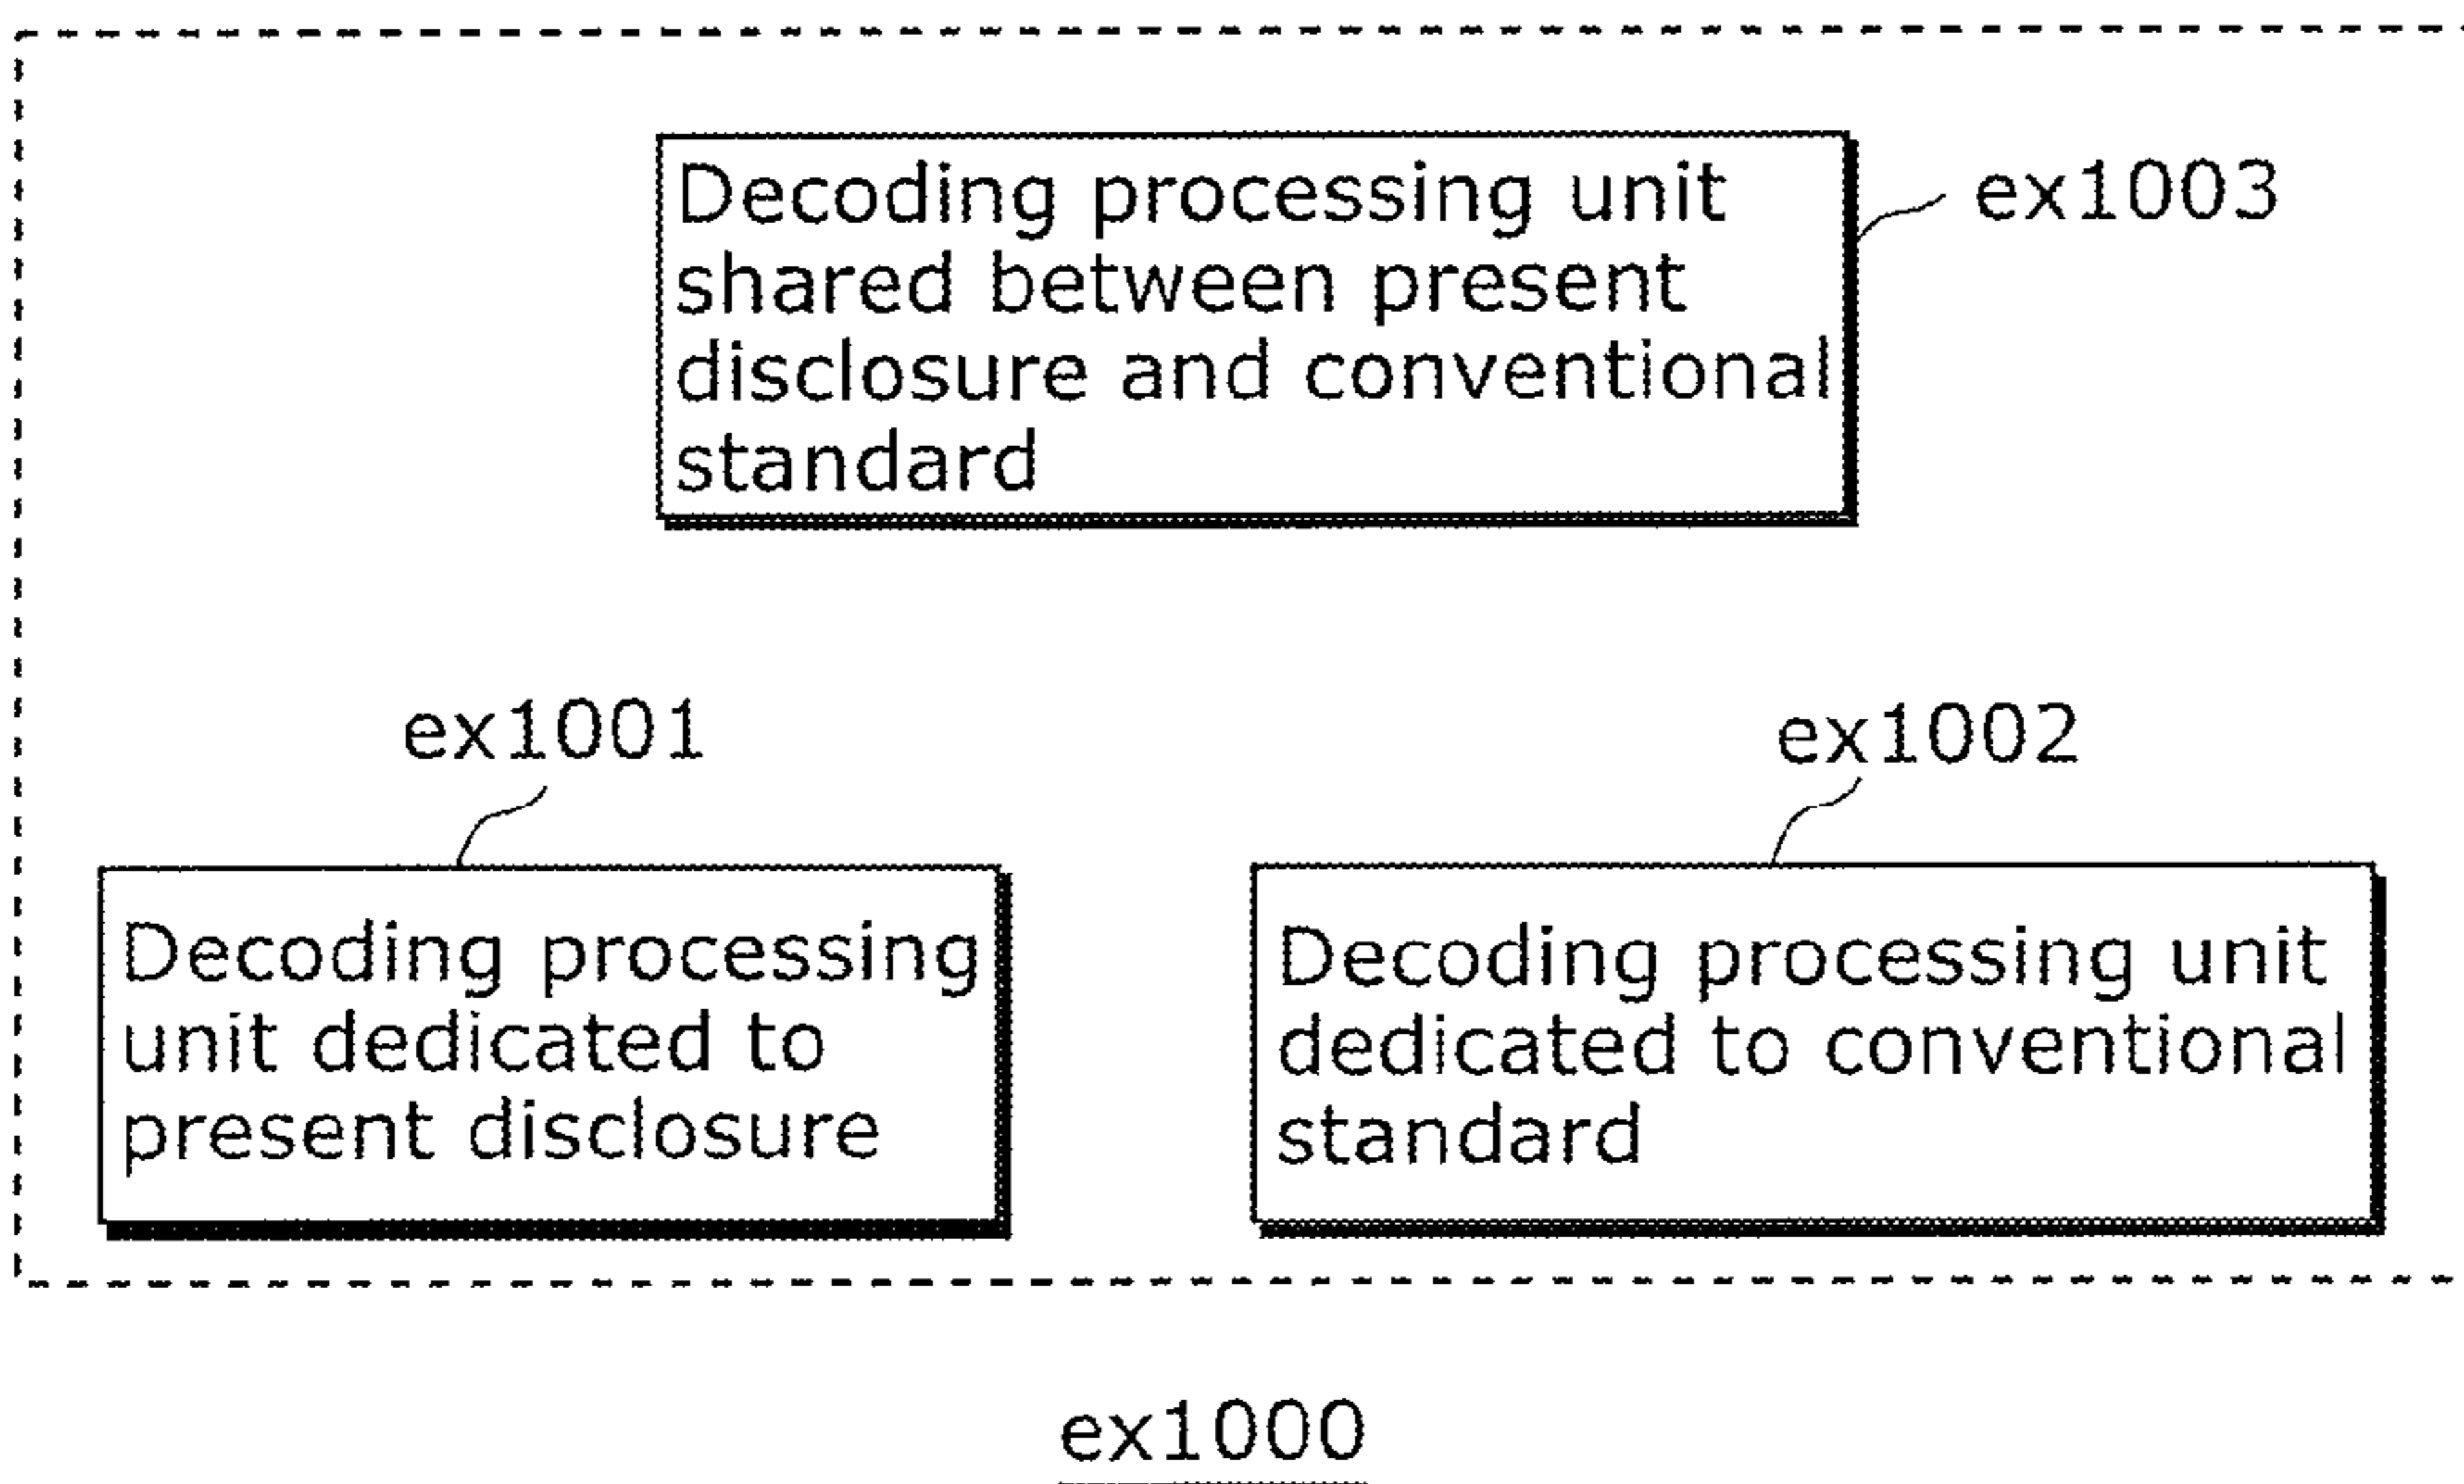 Decoding processing unit
shared between present
disclosure and conventional
standard
ex1003
ex1001
ex1002
Decoding processing
unit dedicated to
present disclosure
Decoding processing unit
dedicated to conventional
standard
ex1000